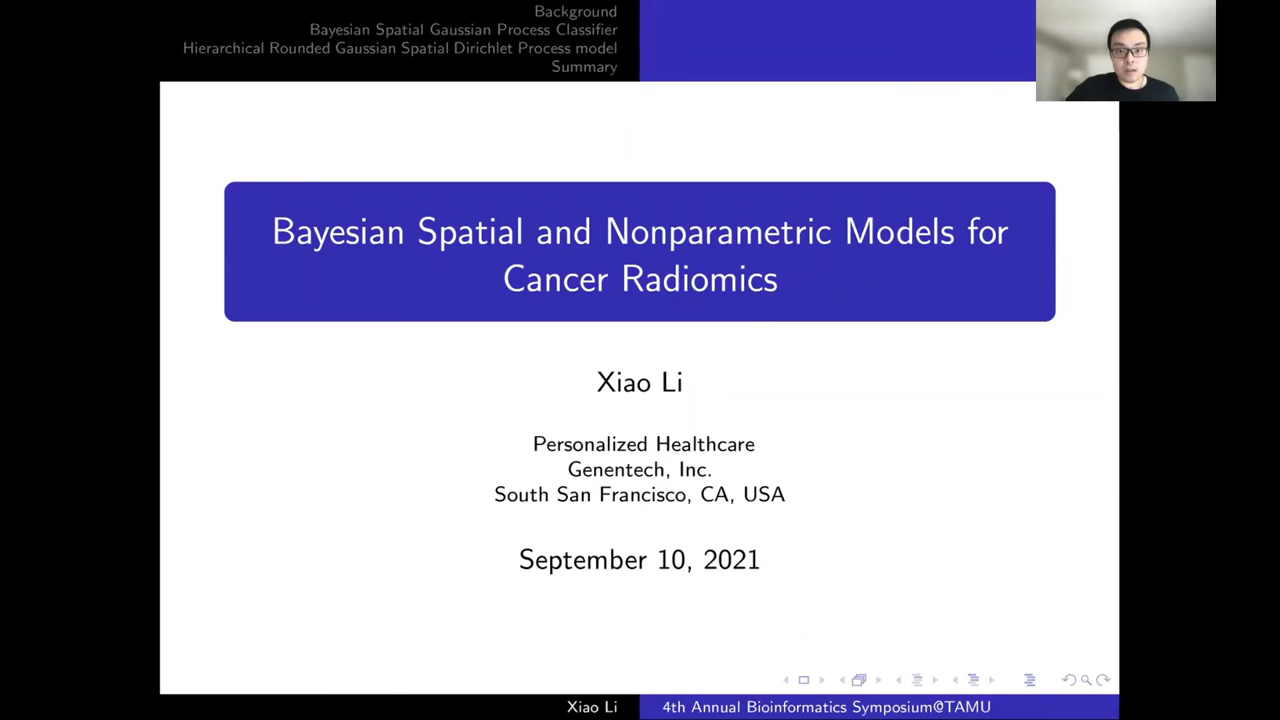 Background
Bayesian Spatial Gaussian Process Classifier
Hierarchical Rounded Gaussian Spatial Dirichlet Process model
Summary
Bayesian Spatial and Nonparametric Models for
Cancer Radiomics
Xiao Li
Personalized Healthcare
Genentech, Inc.
South San Francisco, CA, USA
September 10, 2021
Xiao Li
4th Annual Bioinformatics Symposium@TAMU